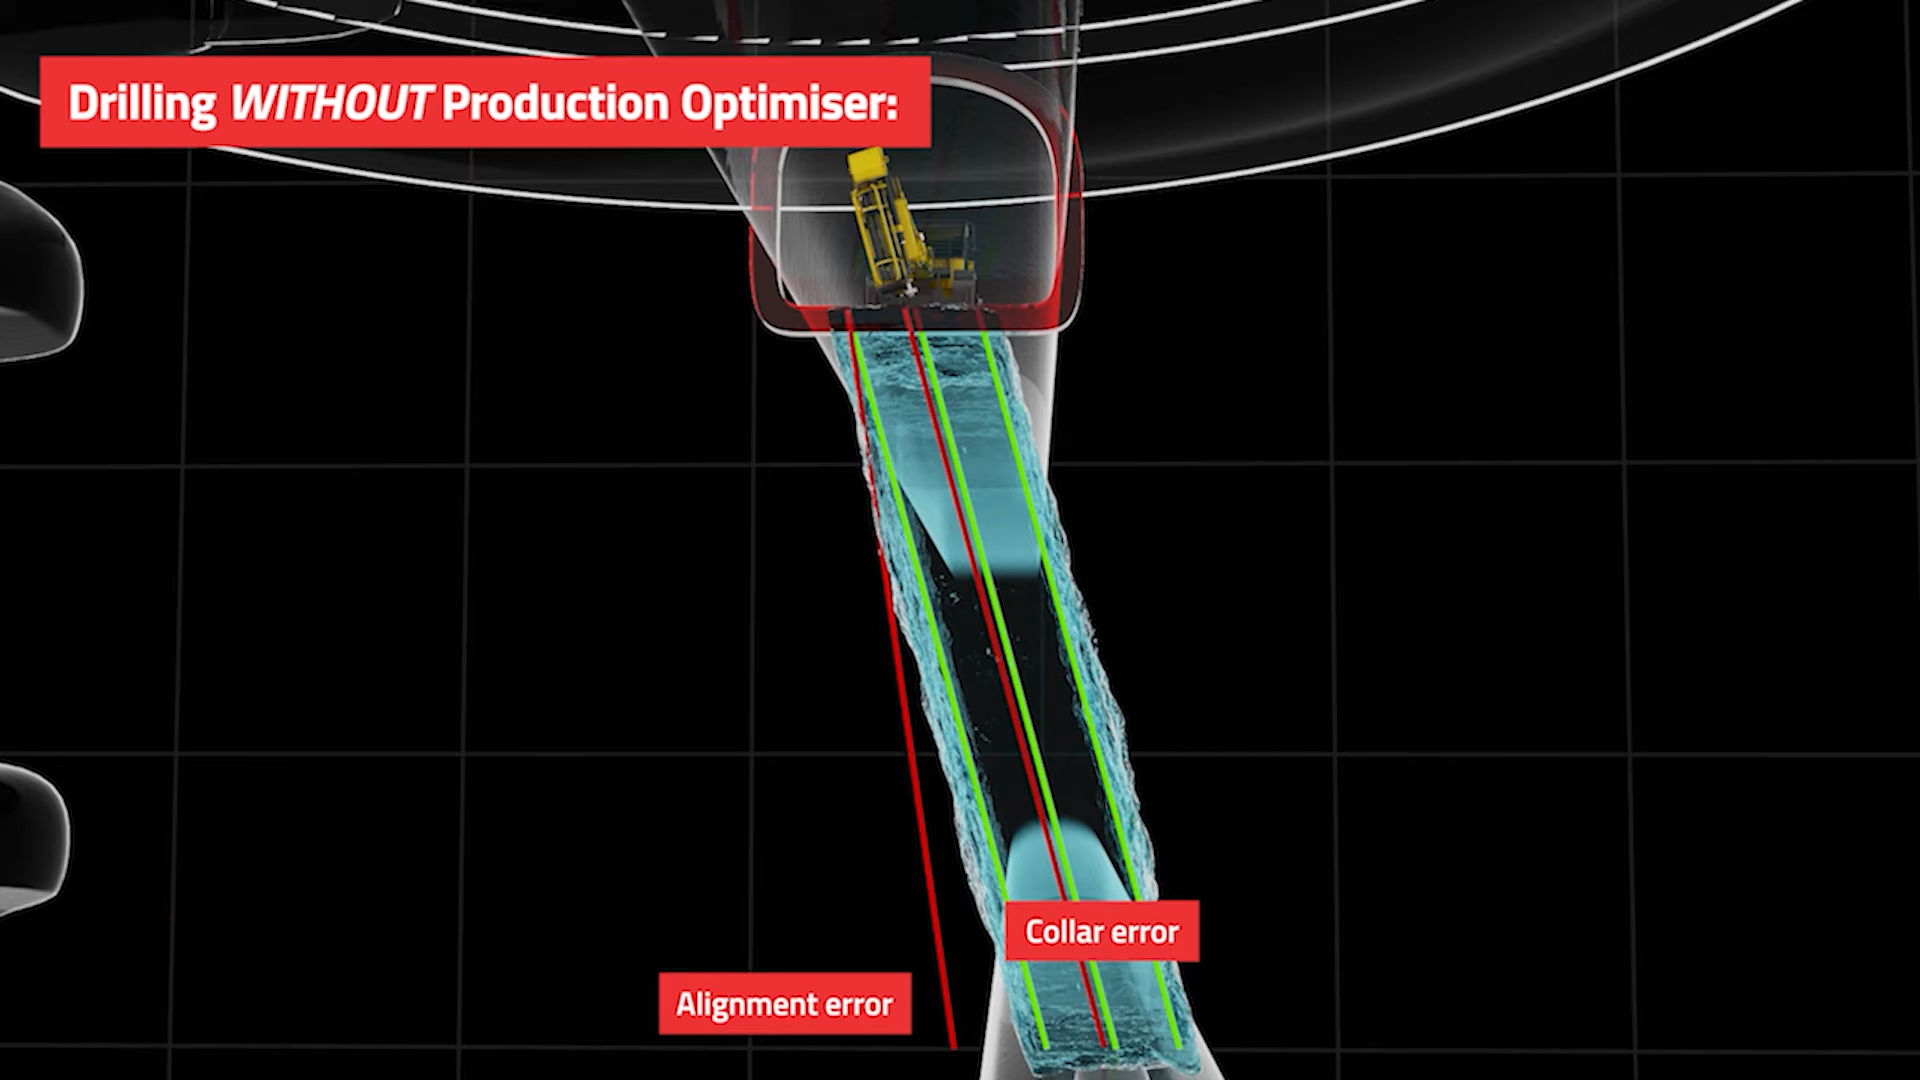 Drilling WITHOUT Production Optimiser:
Collar error
Alignment error